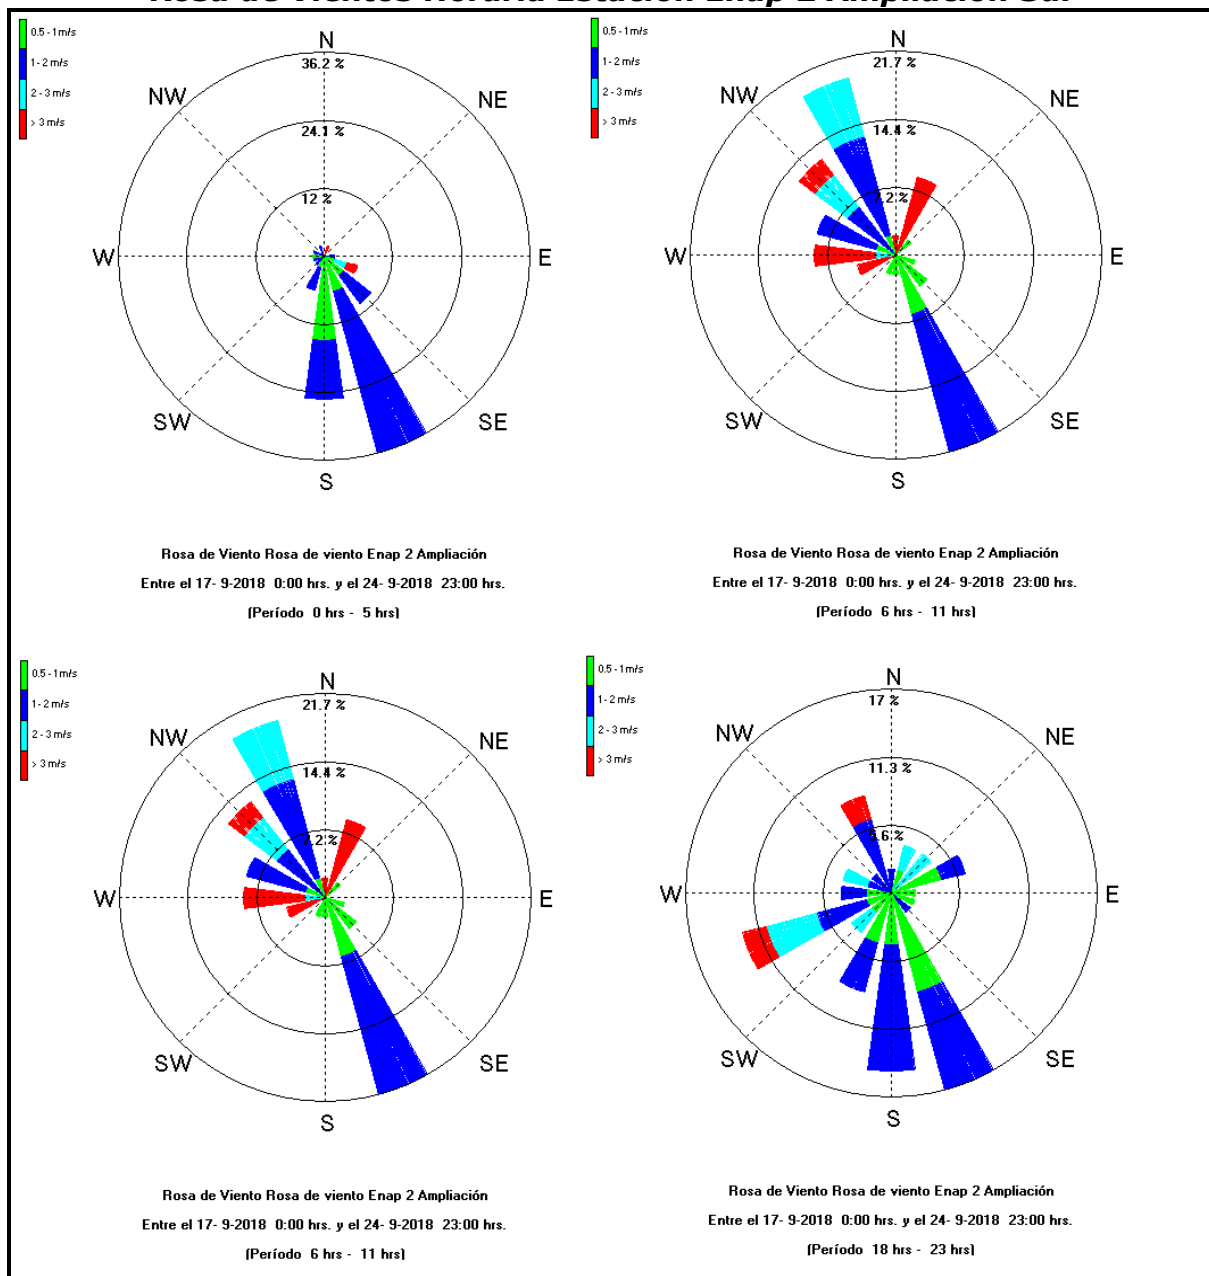 Rosa de Vientos Horaria Estación Enap 2 Ampliación Sur
0.5 - 1 m/s
1 - 2 m/s
2 - 3 m/s
> 3 m/s
N
36.2 %
NW
NE
24.1 %
12 %
W
E
SW
SE
S
Rosa de Viento Rosa de viento Enap 2 Ampliación
Entre el 17- 9-2018 0:00 hrs. y el 24- 9-2018 23:00 hrs.
(Período 0 hrs - 5 hrs)
0.5 - 1 m/s
1 - 2 m/s
2 - 3 m/s
> 3 m/s
N
21.7 %
NW
NE
14.4 %
7.2 %
W
E
SW
SE
S
Rosa de Viento Rosa de viento Enap 2 Ampliación
Entre el 17- 9-2018 0:00 hrs. y el 24- 9-2018 23:00 hrs.
(Período 6 hrs - 11 hrs)
0.5 - 1 m/s
1 - 2 m/s
2 - 3 m/s
> 3 m/s
N
21.7 %
NW
NE
14.4 %
7.2 %
W
E
SW
SE
S
Rosa de Viento Rosa de viento Enap 2 Ampliación
Entre el 17- 9-2018 0:00 hrs. y el 24- 9-2018 23:00 hrs.
(Período 6 hrs - 11 hrs)
0.5 - 1 m/s
1 - 2 m/s
2 - 3 m/s
> 3 m/s
N
17 %
NW
NE
11.3 %
5.6 %
W
E
SW
SE
S
Rosa de Viento Rosa de viento Enap 2 Ampliación
Entre el 17- 9-2018 0:00 hrs. y el 24- 9-2018 23:00 hrs.
(Período 18 hrs - 23 hrs)